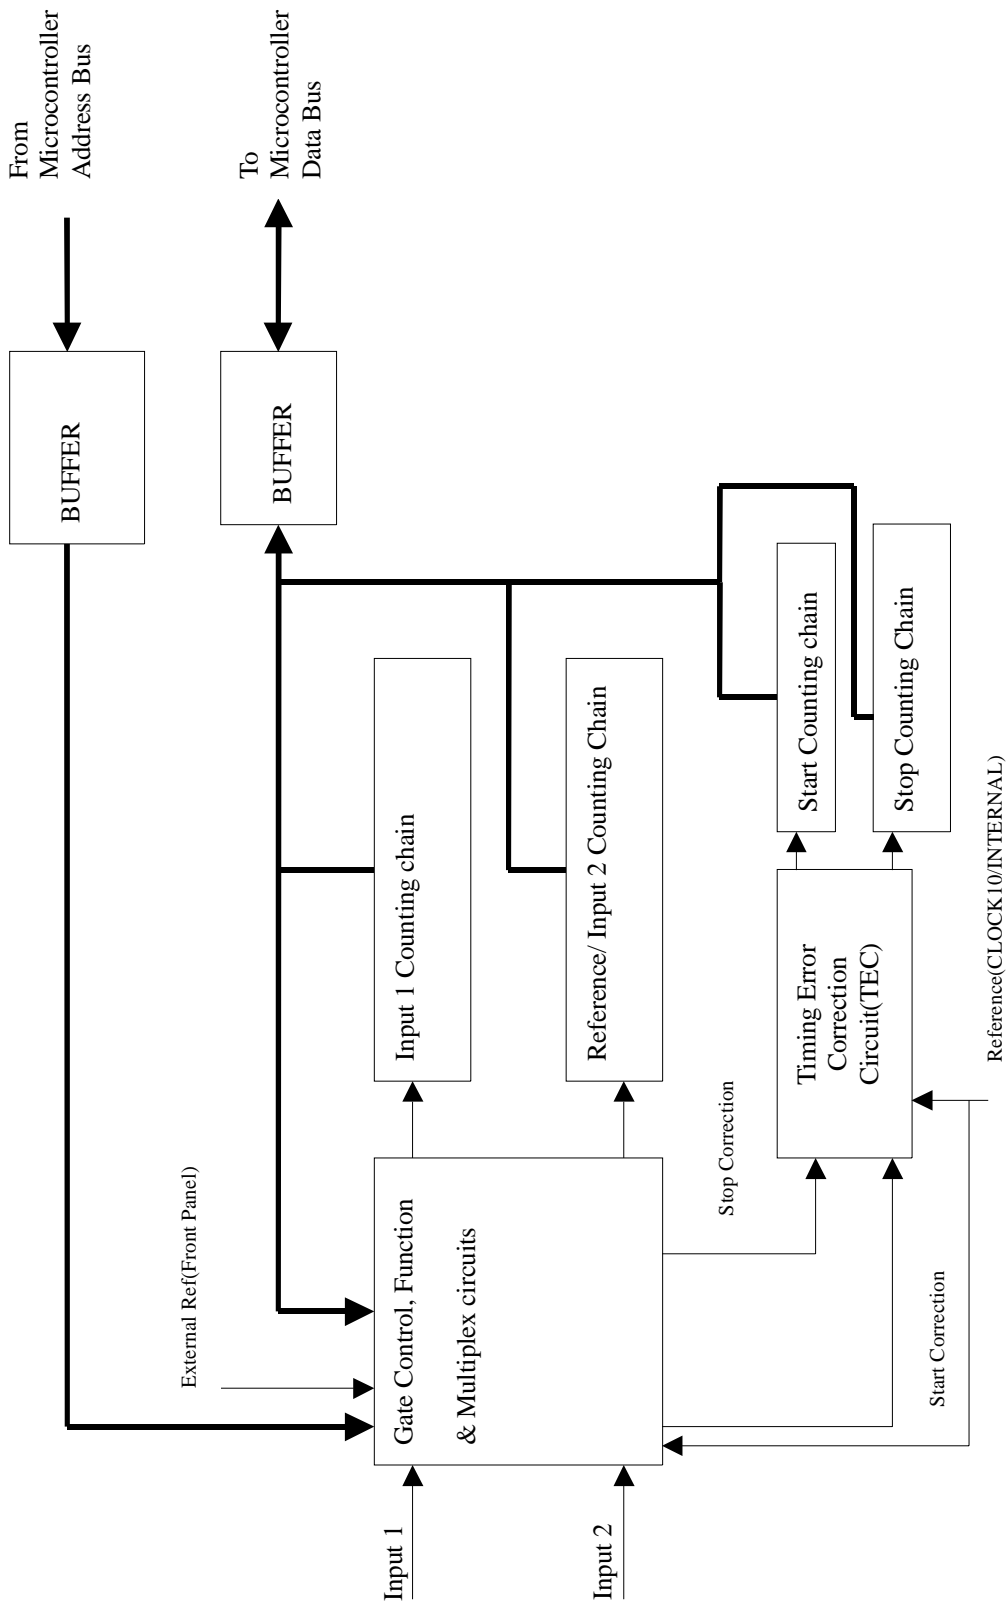 From
Microcontroller
Address Bus
To
Microcontroller
Data Bus
BUFFER
BUFFER
External Ref(Front Panel)
Input 1
Input 2
Gate Control, Function
& Multiplex circuits
Input 1 Counting chain
Reference/ Input 2 Counting Chain
Stop Correction
Start Correction
Timing Error
Correction
Circuit(TEC)
Start Counting chain
Stop Counting Chain
Reference(CLOCK10/INTERNAL)